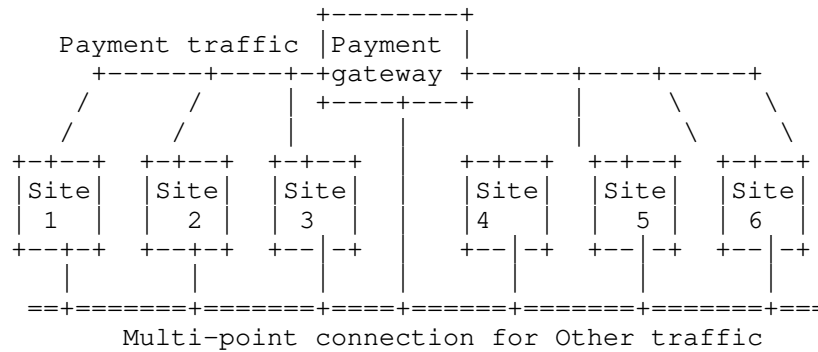 Payment traffic Payment
gateway
Site Site Site Site Site Site
1 2 3 4 5 6
Multi-point connection for Other traffic